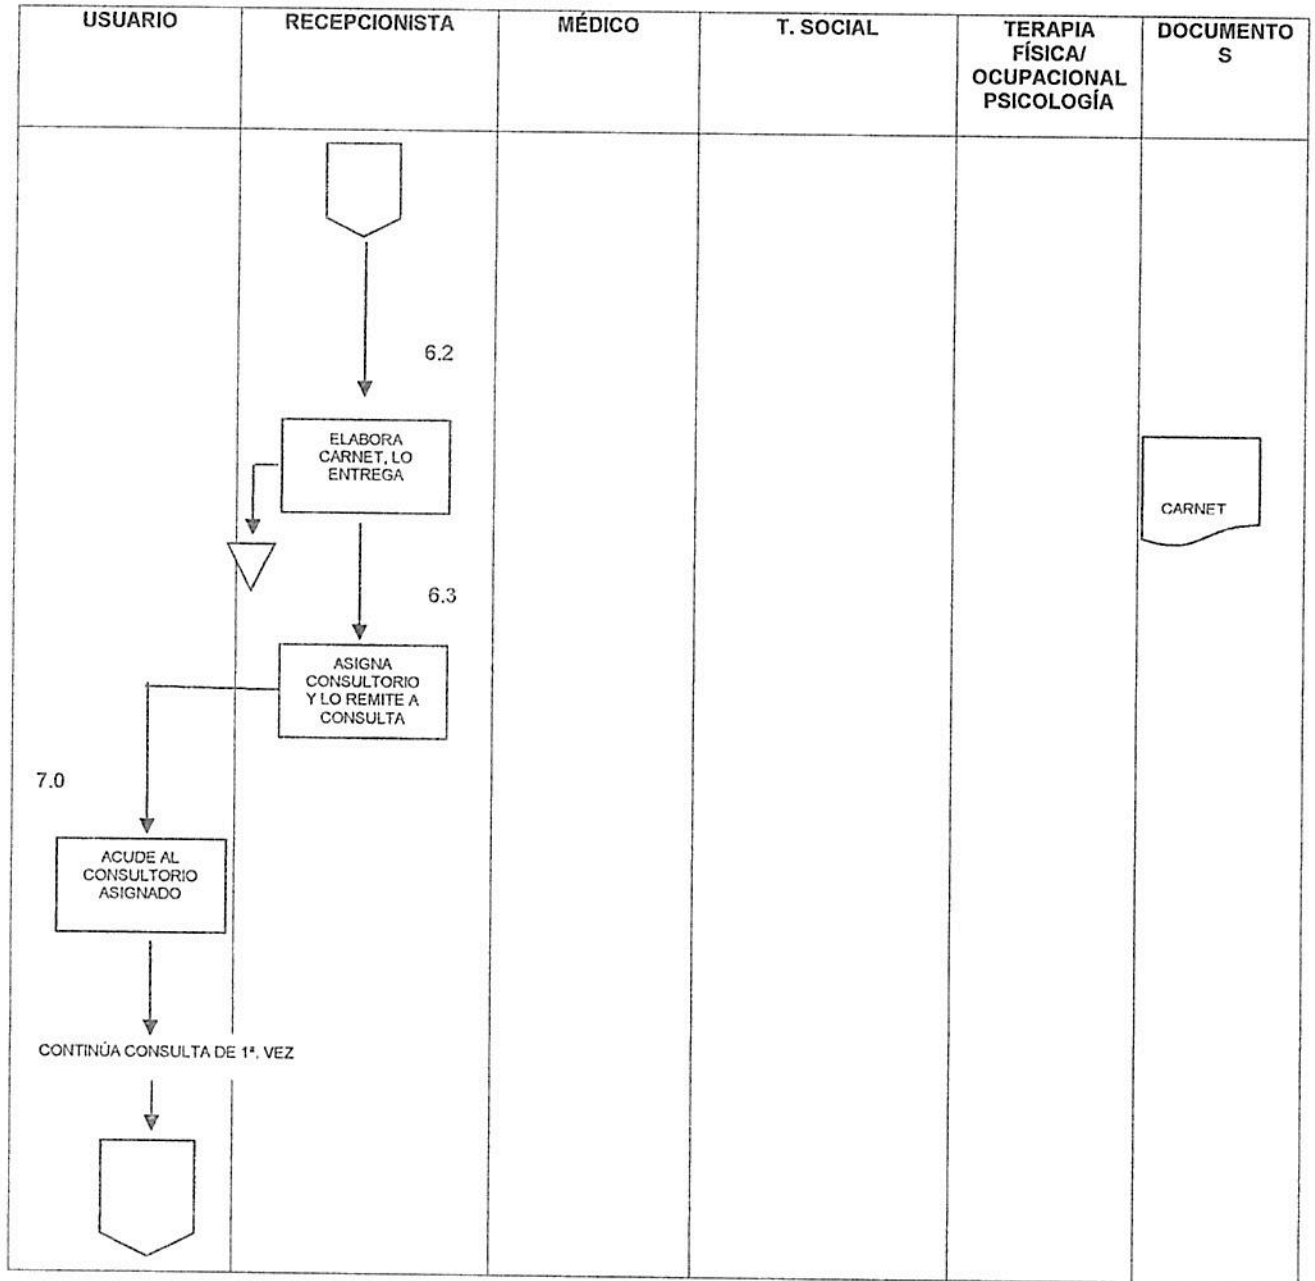 USUARIO
RECEPCIONISTA
MÉDICO
T. SOCIAL
TERAPIA
FÍSICA/
OCUPACIONAL
PSICOLOGÍA
DOCUMENTO
S
6.2
ELABORA
CARNET, LO
ENTREGA
CARNET
6.3
ASIGNA
CONSULTORIO
Y LO REMITE A
CONSULTA
7.0
ACUDE AL
CONSULTORIO
ASIGNADO
CONTINÚA CONSULTA DE 1ª. VEZ